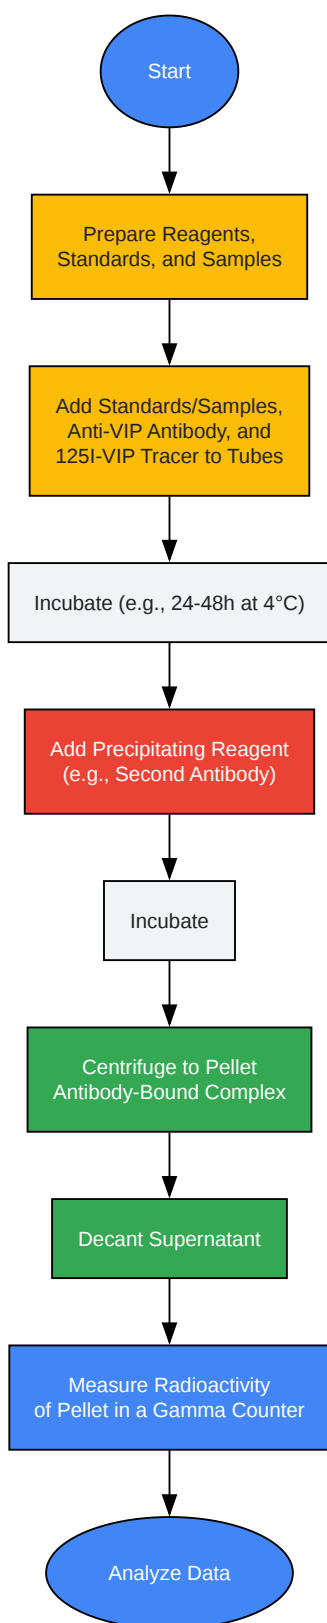 Start
Prepare Reagents,
Standards, and Samples
Add Standards/Samples,
Anti-VIP Antibody, and
125I-VIP Tracer to Tubes
Incubate (e.g., 24-48h at 4°C)
Add Precipitating Reagent
(e.g., Second Antibody)
Incubate
Centrifuge to Pellet
Antibody-Bound Complex
Decant Supernatant
Measure Radioactivity
of Pellet in a Gamma Counter
Analyze Data